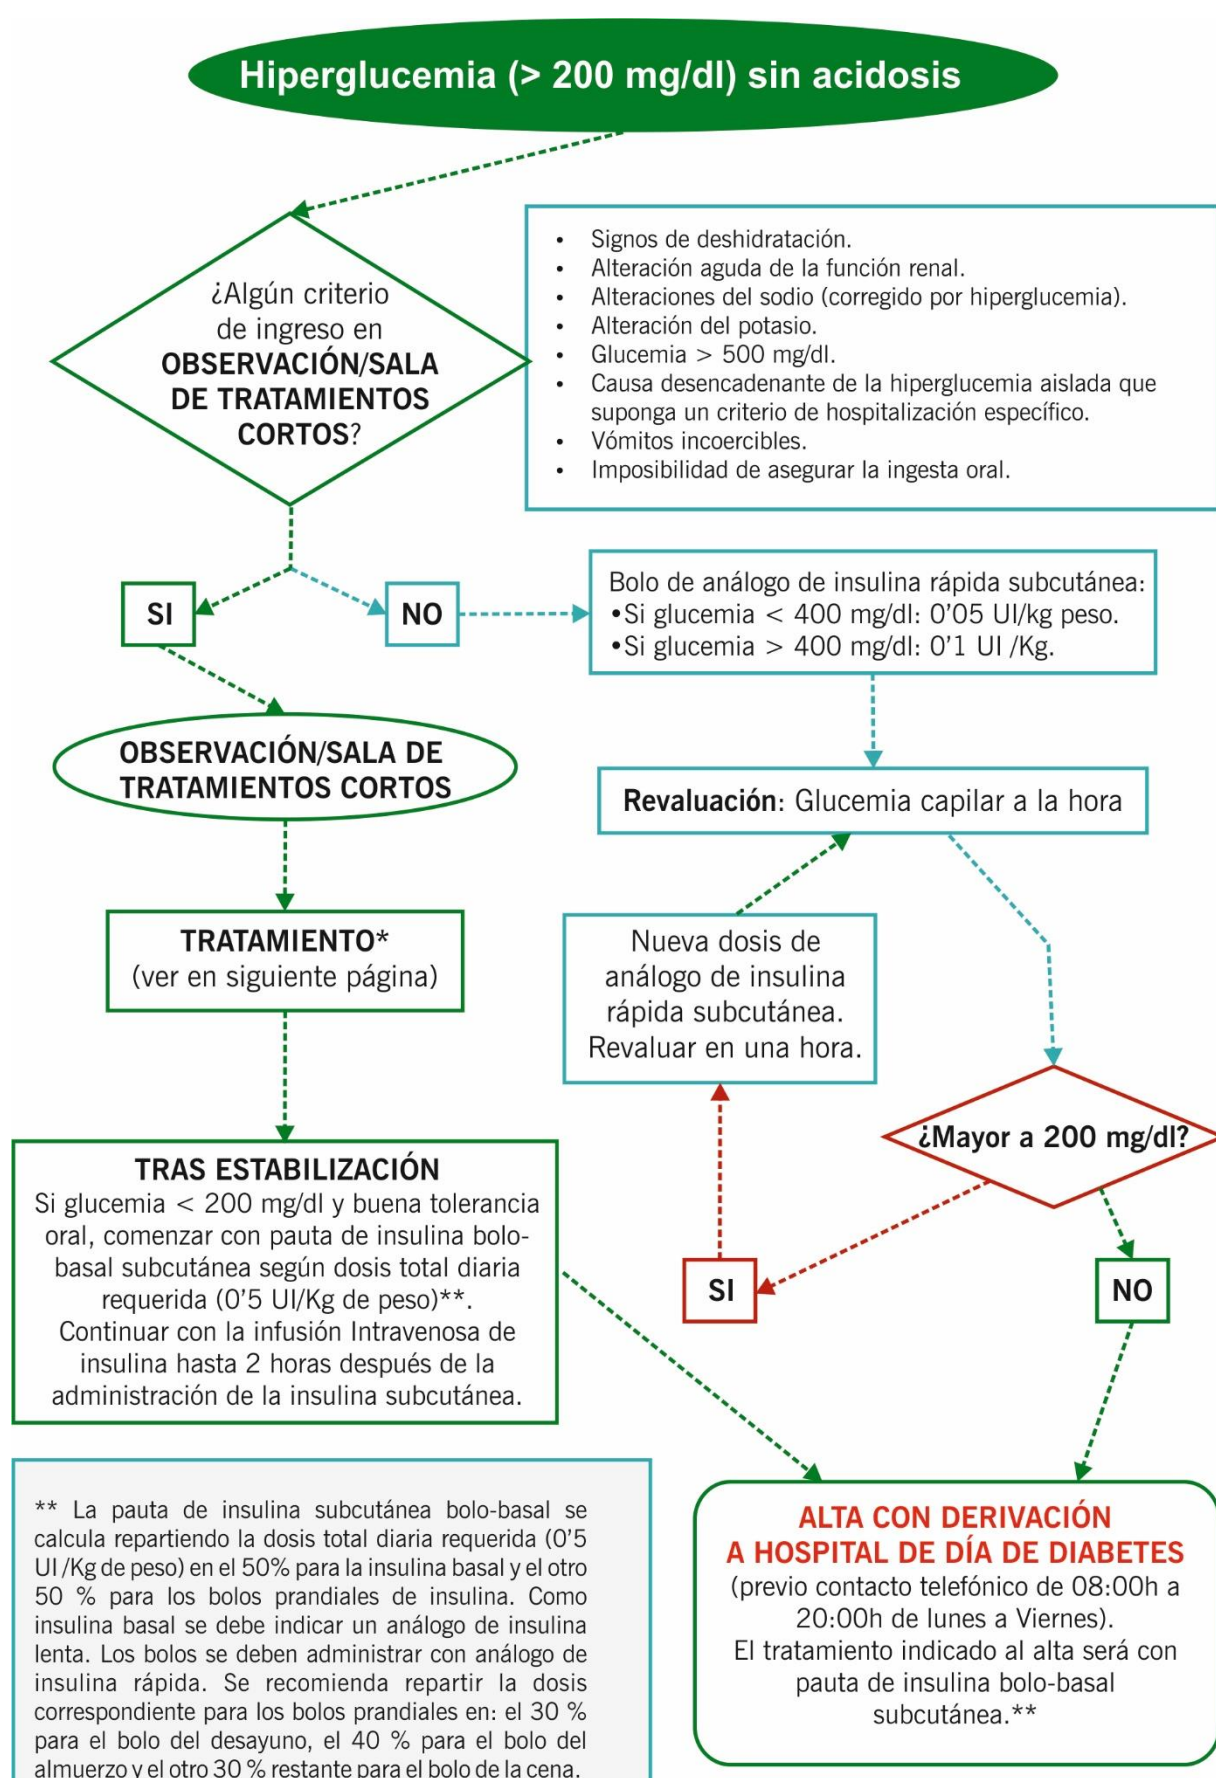 Hiperglucemia (> 200 mg/dl) sin acidosis
¿Algún criterio
de ingreso en
OBSERVACIÓN/SALA
DE TRATAMIENTOS
CORTOS?
• Signos de deshidratación.
• Alteración aguda de la función renal.
• Alteraciones del sodio (corregido por hiperglucemia).
• Alteración del potasio.
• Glucemia > 500 mg/dl.
• Causa desencadenante de la hiperglucemia aislada que
suponga un criterio de hospitalización específico.
• Vómitos incoercibles.
• Imposibilidad de asegurar la ingesta oral.
SI
NO
Bolo de análogo de insulina rápida subcutánea:
•Si glucemia < 400 mg/dl: 0'05 UI/kg peso.
•Si glucemia > 400 mg/dl: 0'1 UI /Kg.
OBSERVACIÓN/SALA DE
TRATAMIENTOS CORTOS
Revaluación: Glucemia capilar a la hora
TRATAMIENTO*
(ver en siguiente página)
Nueva dosis de
análogo de insulina
rápida subcutánea.
Revaluar en una hora.
¿Mayor a 200 mg/dl?
SI
NO
TRAS ESTABILIZACIÓN
Si glucemia < 200 mg/dl y buena tolerancia
oral, comenzar con pauta de insulina bolo-
basal subcutánea según dosis total diaria
requerida (0'5 UI/Kg de peso)**.
Continuar con la infusión Intravenosa de
insulina hasta 2 horas después de la
administración de la insulina subcutánea.
** La pauta de insulina subcutánea bolo-basal se
calcula repartiendo la dosis total diaria requerida (0'5
UI /Kg de peso) en el 50% para la insulina basal y el otro
50 % para los bolos prandiales de insulina. Como
insulina basal se debe indicar un análogo de insulina
lenta. Los bolos se deben administrar con análogo de
insulina rápida. Se recomienda repartir la dosis
correspondiente para los bolos prandiales en: el 30 %
para el bolo del desayuno, el 40 % para el bolo del
almuerzo y el otro 30 % restante para el bolo de la cena.
ALTA CON DERIVACIÓN
A HOSPITAL DE DÍA DE DIABETES
(previo contacto telefónico de 08:00h a
20:00h de lunes a Viernes).
El tratamiento indicado al alta será con
pauta de insulina bolo-basal
subcutánea.**